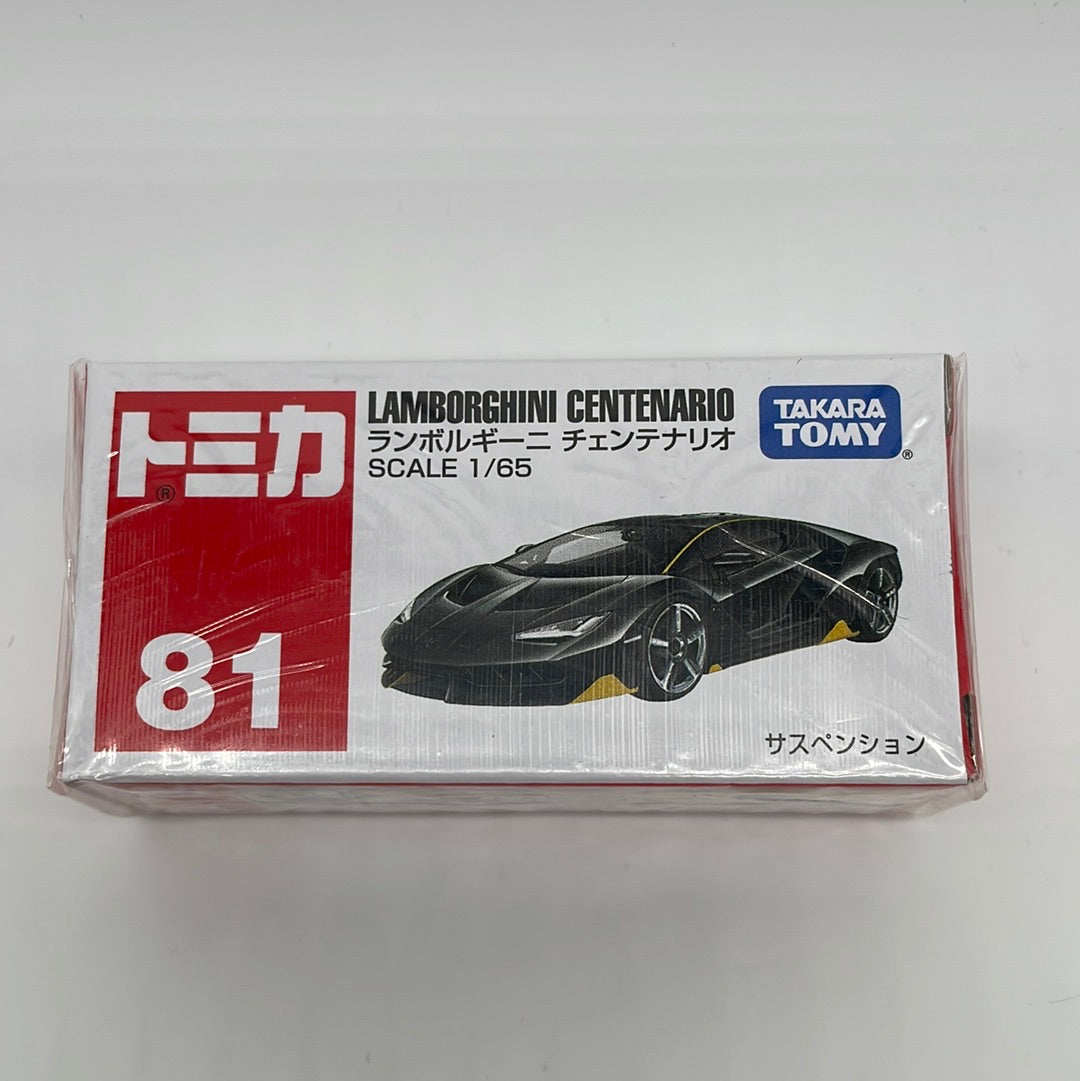 トミカ
®
81
LAMBORGHINI CENTENARIO
ランボルギーニ チェンテナリオ
SCALE 1/65
TAKARA
TOMY
®
サスペンション